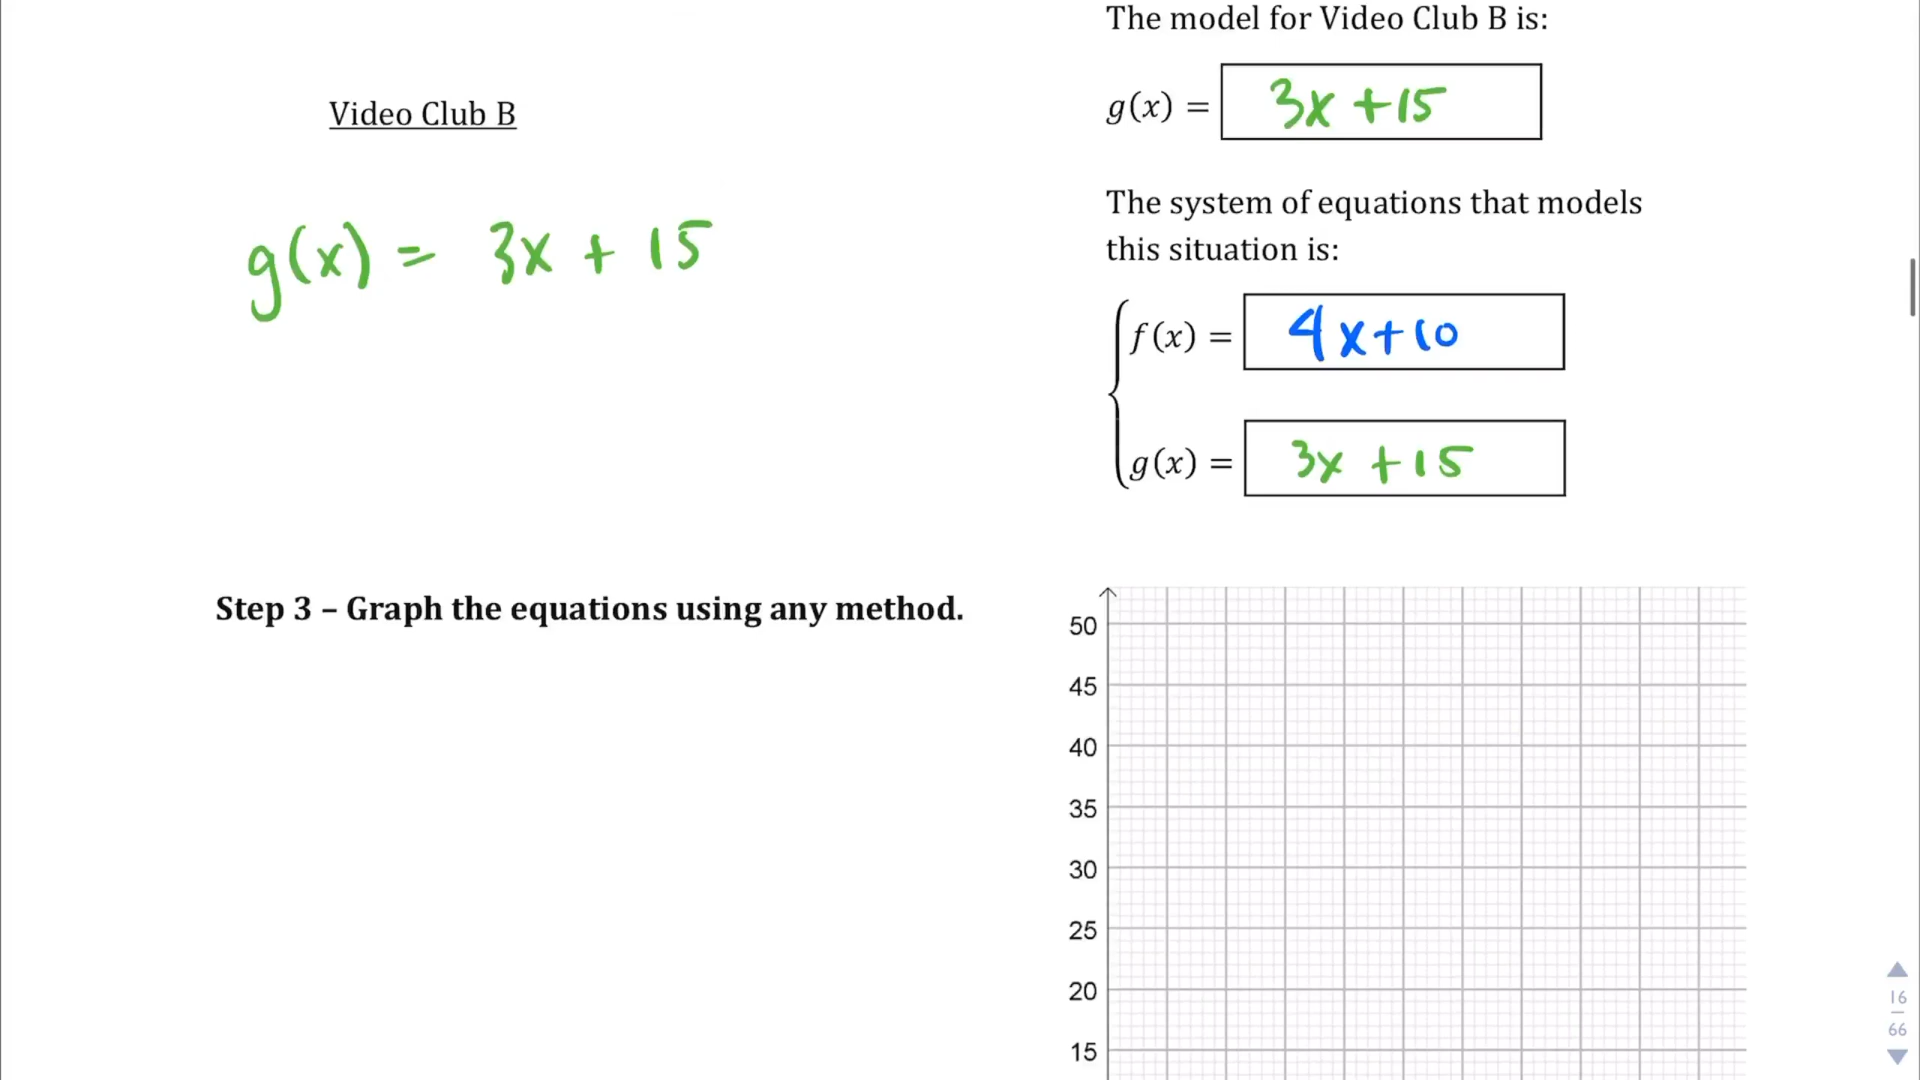 Video Club B
g(x) = 3x + 15
The model for Video Club B is:
g(x) = 3x + 15
The system of equations that models
this situation is:
f(x) = 4x+10
g(x) = 3x + 15
Step 3 – Graph the equations using any method.
50
45
40
35
30
25
20
15
16
66